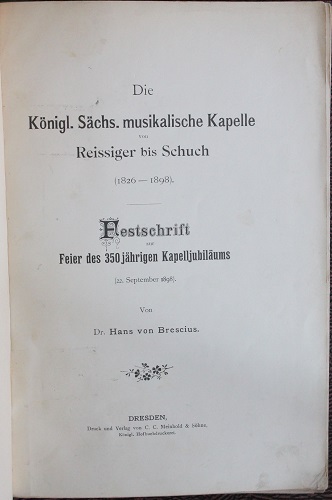 Die
Königl. Sächs. musikalische Kapelle
von
Reissiger bis Schuch
(1826—1898).
Festschrift
zur
Feier des 350jährigen Kapelljubiläums
(22. September 1898).
Von
Dr. Hans von Brescius.
DRESDEN.
Druck und Verlag von C. C. Meinhold & Söhne,
Königl. Hofbuchdruckerei.